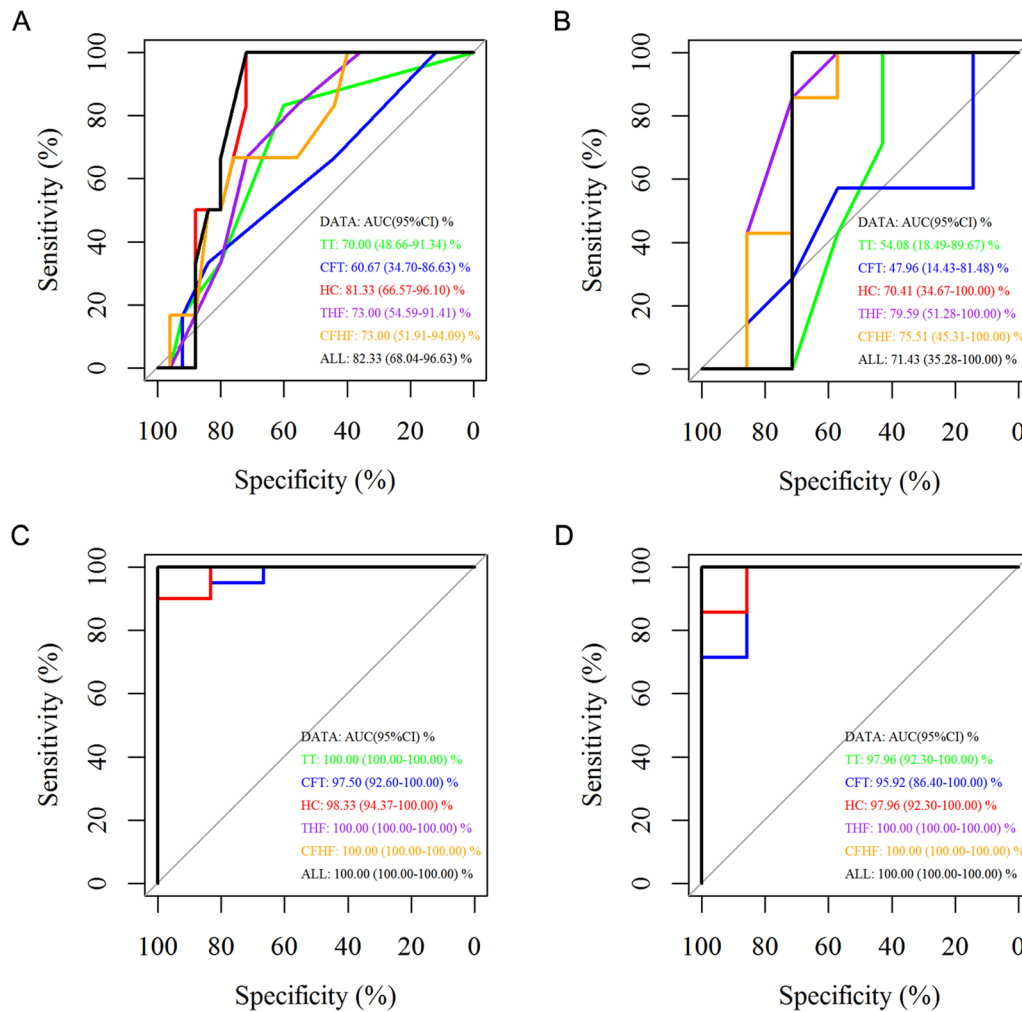 A
Sensitivity (%)
100
80
60
40
20
0
DATA: AUC(95%CI) %
TT: 70.00 (48.66-91.34) %
CFT: 60.67 (34.70-86.63) %
HC: 81.33 (66.57-96.10) %
THF: 73.00 (54.59-91.41) %
CFHF: 73.00 (51.91-94.09) %
ALL: 82.33 (68.04-96.63) %
100 80 60 40 20 0
Specificity (%)
B
Sensitivity (%)
100
80
60
40
20
0
DATA: AUC(95%CI) %
TT: 54.08 (18.49-89.67) %
CFT: 47.96 (14.43-81.48) %
HC: 70.41 (34.67-100.00) %
THF: 79.59 (51.28-100.00) %
CFHF: 75.51 (45.31-100.00) %
ALL: 71.43 (35.28-100.00) %
100 80 60 40 20 0
Specificity (%)
C
Sensitivity (%)
100
80
60
40
20
0
DATA: AUC(95%CI) %
TT: 100.00 (100.00-100.00) %
CFT: 97.50 (92.60-100.00) %
HC: 98.33 (94.37-100.00) %
THF: 100.00 (100.00-100.00) %
CFHF: 100.00 (100.00-100.00) %
ALL: 100.00 (100.00-100.00) %
100 80 60 40 20 0
Specificity (%)
D
Sensitivity (%)
100
80
60
40
20
0
DATA: AUC(95%CI) %
TT: 97.96 (92.30-100.00) %
CFT: 95.92 (86.40-100.00) %
HC: 97.96 (92.30-100.00) %
THF: 100.00 (100.00-100.00) %
CFHF: 100.00 (100.00-100.00) %
ALL: 100.00 (100.00-100.00) %
100 80 60 40 20 0
Specificity (%)